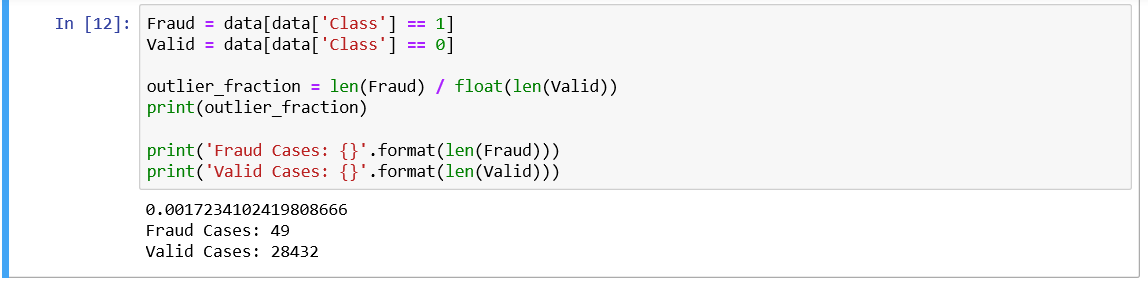 In [12]: Fraud = data[data['Class'] == 1]
Valid = data[data['Class'] == 0]
outlier_fraction = len(Fraud) / float(len(Valid))
print(outlier_fraction)
print('Fraud Cases: {}'.format(len(Fraud)))
print('Valid Cases: {}'.format(len(Valid)))
0.0017234102419808666
Fraud Cases: 49
Valid Cases: 28432